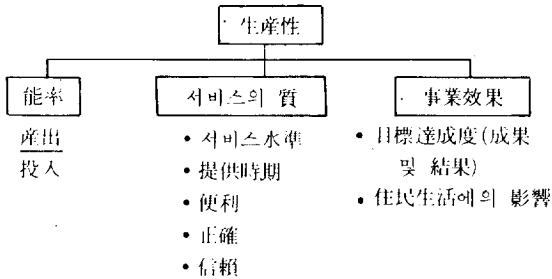 生産性
能率
産出
投入
서비스의 質
• 서비스水準
• 提供時期
• 便利
• 正確
• 信賴
事業效果
• 目標達成度(成果
및 結果)
• 住民生活에의 影響